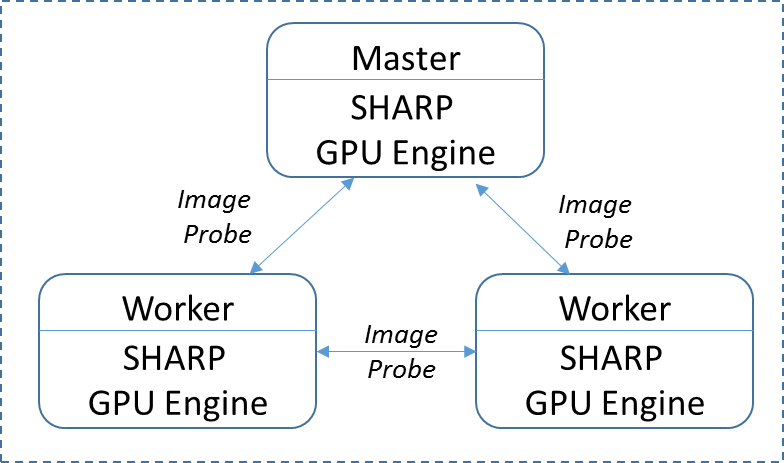 Master
SHARP
GPU Engine
Image
Probe
Image
Probe
Worker
SHARP
GPU Engine
Image
Probe
Worker
SHARP
GPU Engine